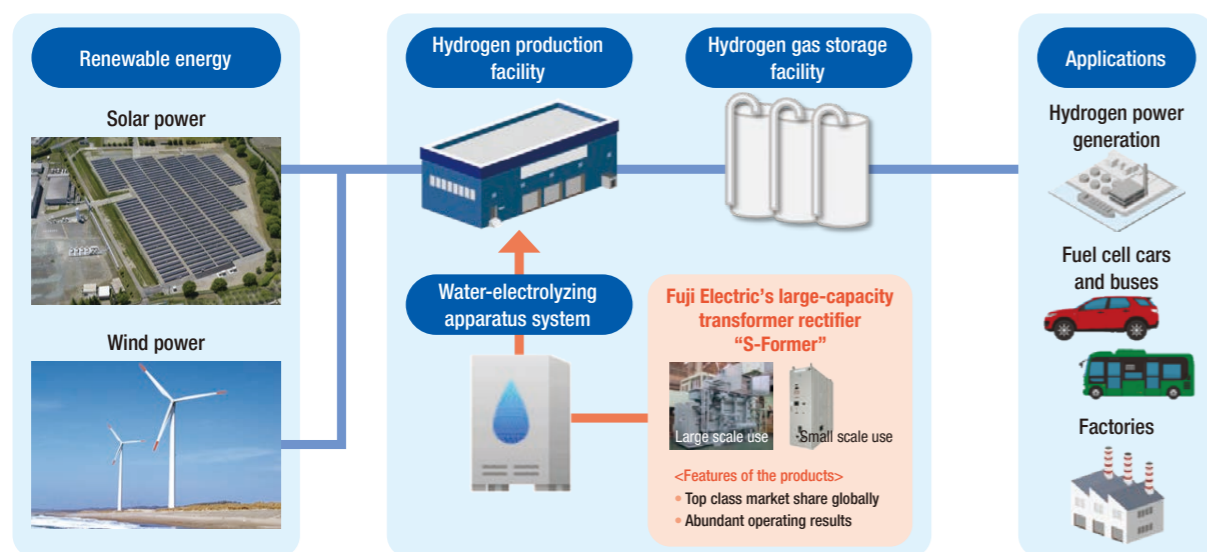 Renewable energy
Solar power
Wind power
Hydrogen production
facility
Hydrogen gas storage
facility
Water-electrolyzing
apparatus system
Fuji Electric's large-capacity
transformer rectifier
“S-Former”
Large scale use
Small scale use
<Features of the products>
• Top class market share globally
• Abundant operating results
Applications
Hydrogen power
generation
Fuel cell cars
and buses
Factories